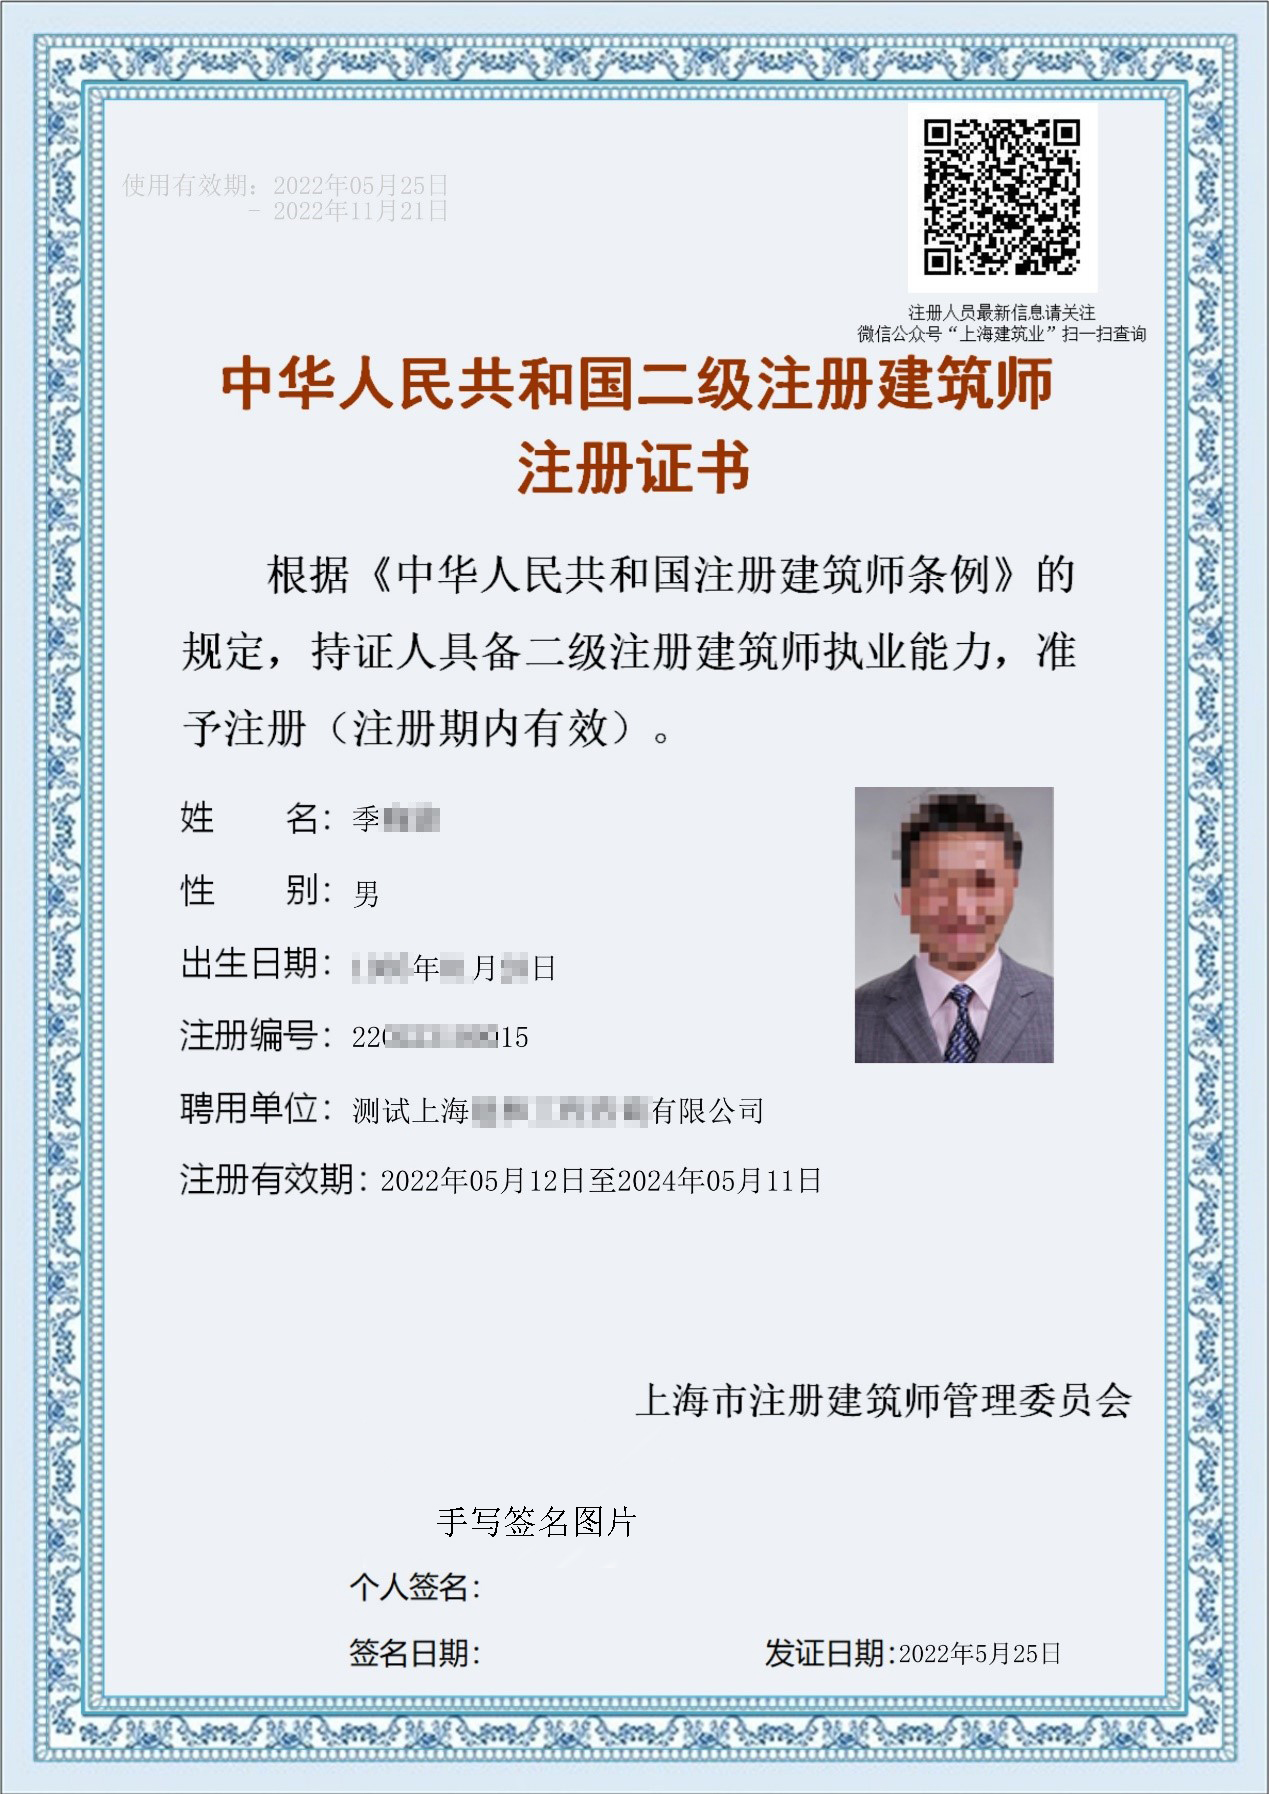 使用有效期：2022年05月25日
- 2022年11月21日
注册人员最新信息请关注
微信公众号“上海建筑业”扫一扫查询
中华人民共和国二级注册建筑师
注册证书
根据《中华人民共和国注册建筑师条例》的
规定，持证人具备二级注册建筑师执业能力，准
予注册（注册期内有效）。
姓 名：季
性 别：男
出生日期： 年 月 日
注册编号：220 15
聘用单位：测试上海 有限公司
注册有效期：2022年05月12日至2024年05月11日
上海市注册建筑师管理委员会
手写签名图片
个人签名：
签名日期：
发证日期：2022年5月25日